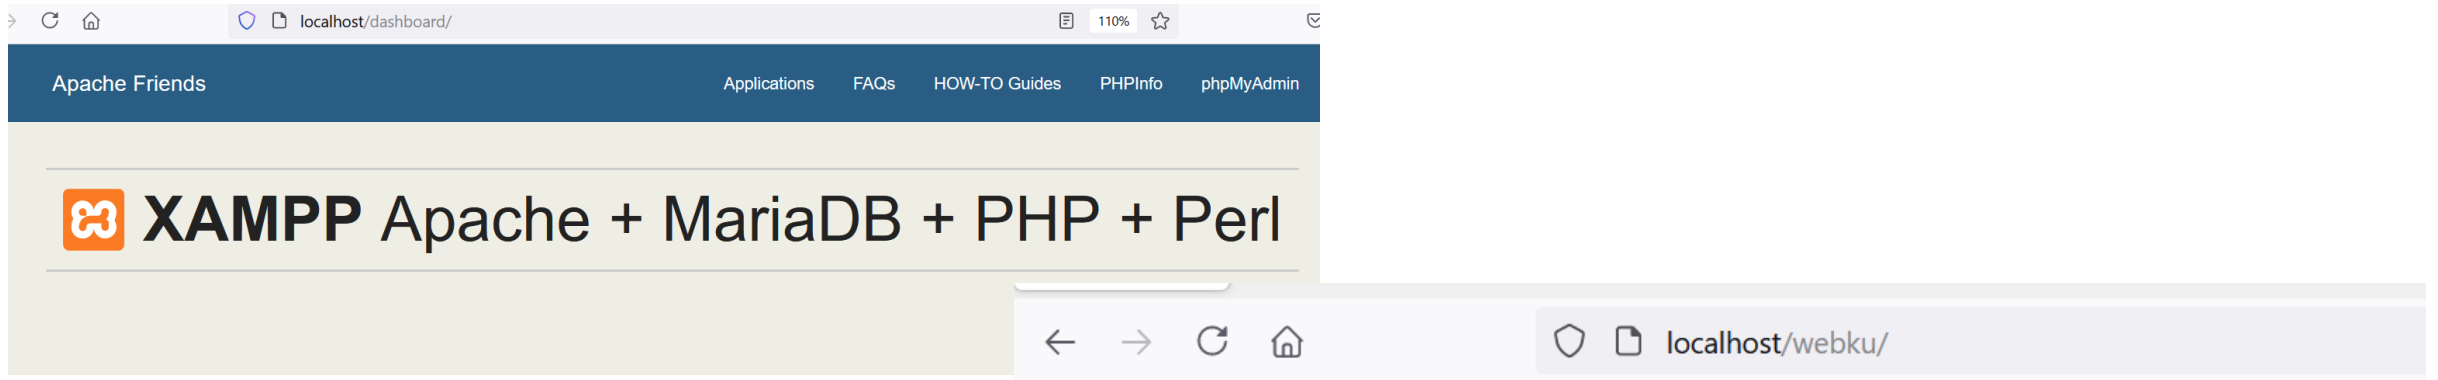 localhost/dashboard/ 110%
Apache Friends Applications FAQs HOW-TO Guides PHPInfo phpMyAdmin
XAMPP Apache + MariaDB + PHP + Perl
localhost/webku/